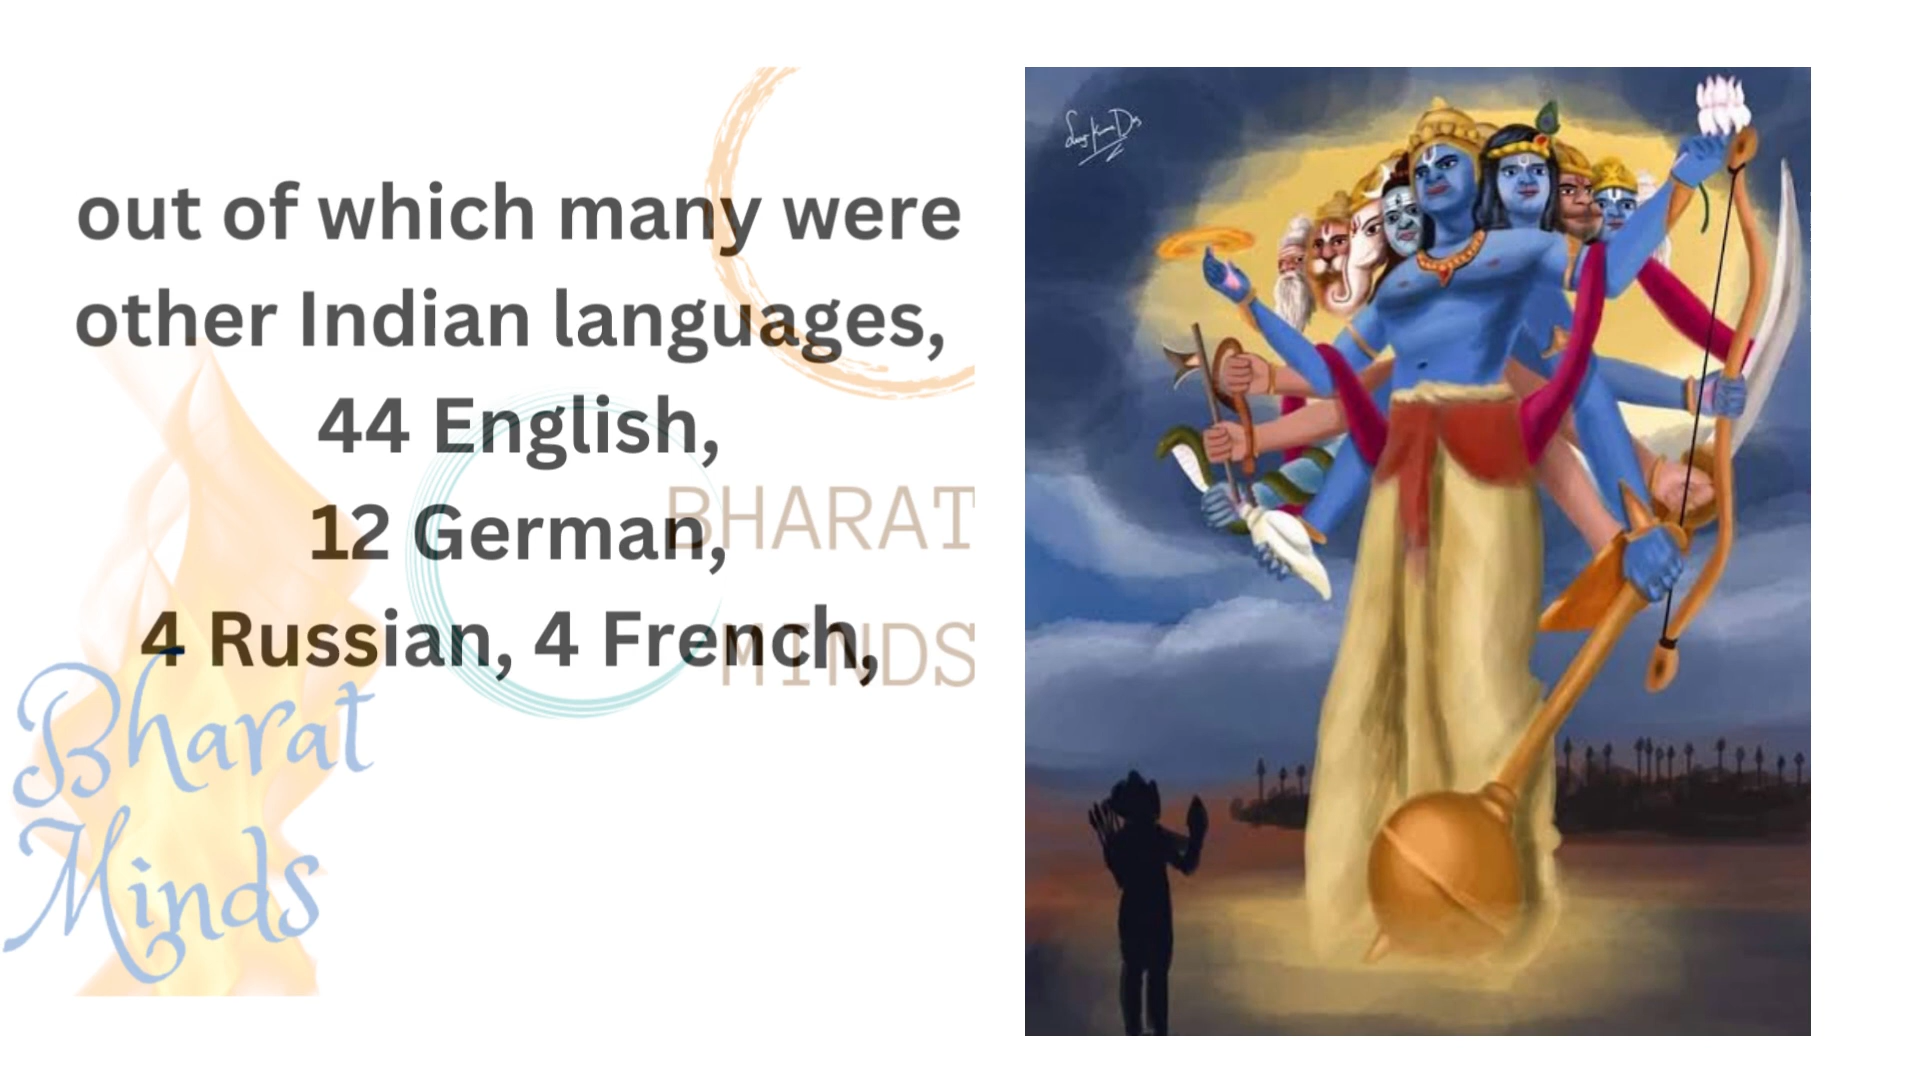 out of which many were
other Indian languages,
44 English,
12 German,
4 Russian, 4 French,
BHARAT
MINDS
Bharat
Minds